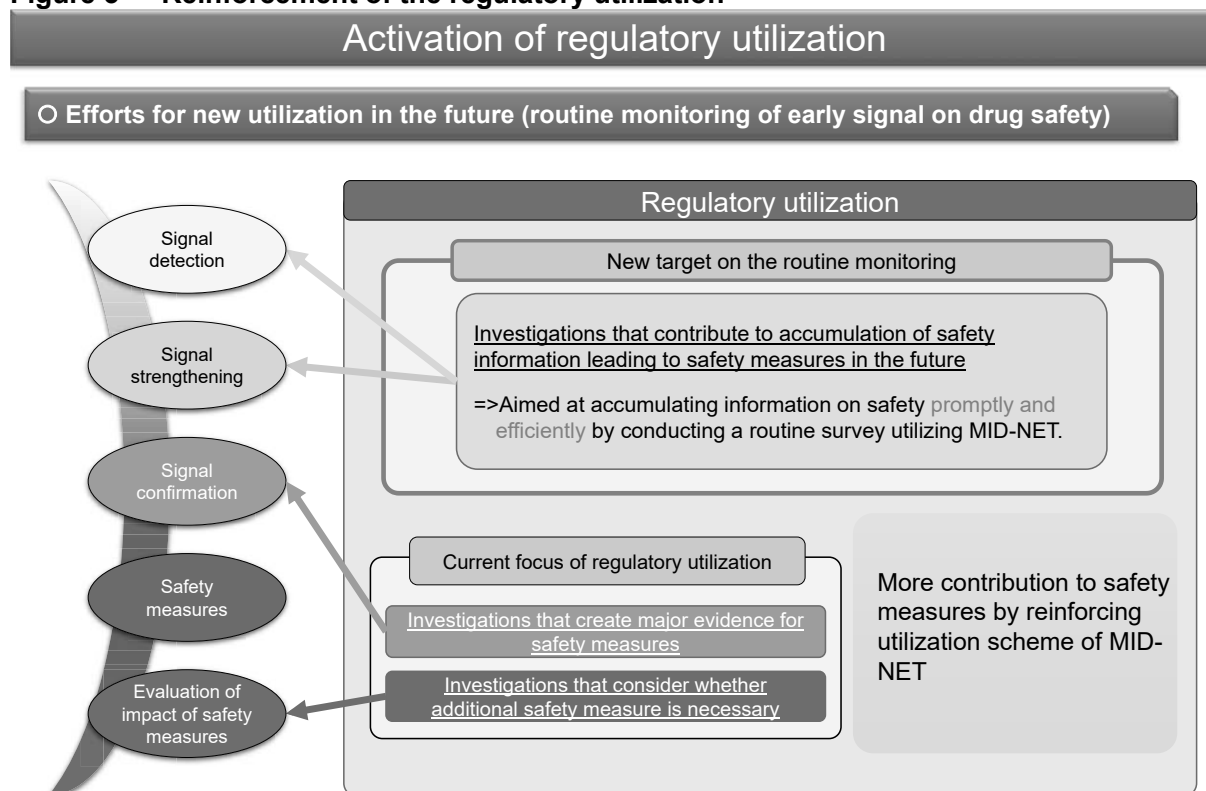 Activation of regulatory utilization
○ Efforts for new utilization in the future (routine monitoring of early signal on drug safety)
Signal
detection
Signal
strengthening
Signal
confirmation
Safety
measures
Evaluation of
impact of safety
measures
Regulatory utilization
New target on the routine monitoring
Investigations that contribute to accumulation of safety
information leading to safety measures in the future
=>Aimed at accumulating information on safety promptly and
efficiently by conducting a routine survey utilizing MID-NET.
Current focus of regulatory utilization
Investigations that create major evidence for
safety measures
Investigations that consider whether
additional safety measure is necessary
More contribution to safety
measures by reinforcing
utilization scheme of MID-
NET